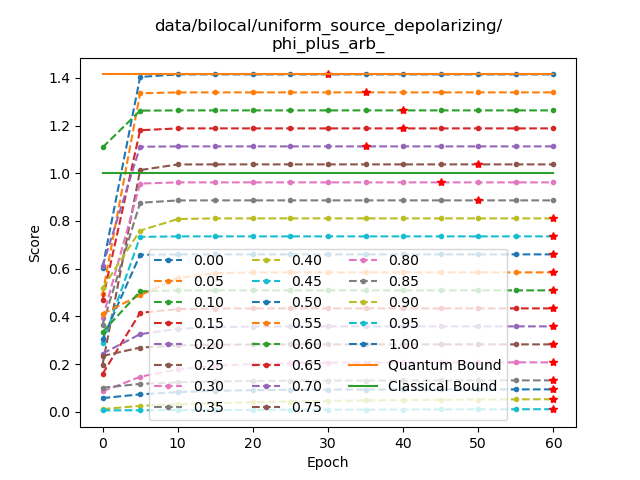 data/bilocal/uniform_source_depolarizing/
phi_plus_arb_
Score
1.4
1.2
1.0
0.8
0.6
0.4
0.2
0.0
0 10 20 30 40 50 60
Epoch
0.00 0.40 0.80
0.05 0.45 0.85
0.10 0.50 0.90
0.15 0.55 0.95
0.20 0.60 1.00
0.25 0.65 Quantum Bound
0.30 0.70 Classical Bound
0.35 0.75